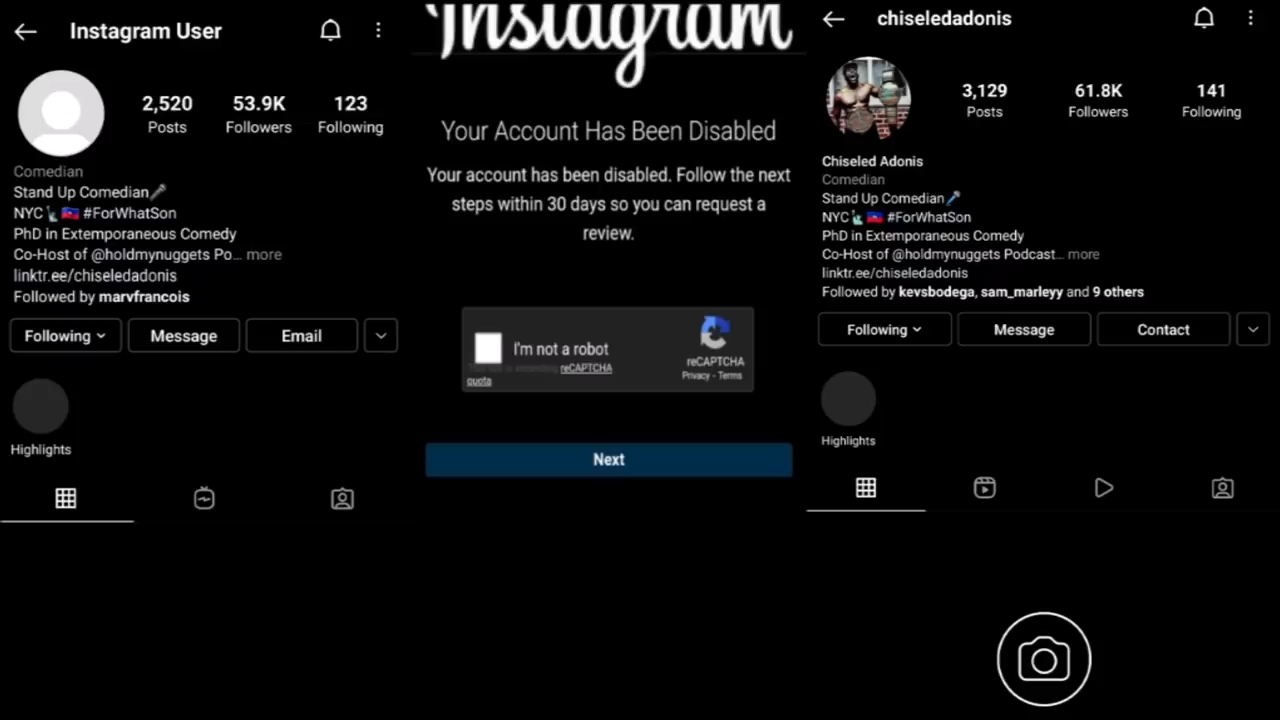 Instagram User
2,520
53.9K
123
Posts
Followers
Following
Comedian
Stand Up Comedian🎤
NYC🗽🇭🇹 #ForWhatSon
PhD in Extemporaneous Comedy
Co-Host of @holdmynuggets Po... more
linktr.ee/chiseledadonis
Followed by marvfrancois
Following
Message
Email
Highlights
Instagram
Your Account Has Been Disabled
Your account has been disabled. Follow the next
steps within 30 days so you can request a
review.
I'm not a robot
reCAPTCHA
quota
reCAPTCHA
Privacy - Terms
Next
chiseledadonis
3,129
61.8K
141
Posts
Followers
Following
Chiseled Adonis
Comedian
Stand Up Comedian🎤
NYC🗽🇭🇹 #ForWhatSon
PhD in Extemporaneous Comedy
Co-Host of @holdmynuggets Podcast... more
linktr.ee/chiseledadonis
Followed by kevsbodega, sam_marleyy and 9 others
Following
Message
Contact
Highlights